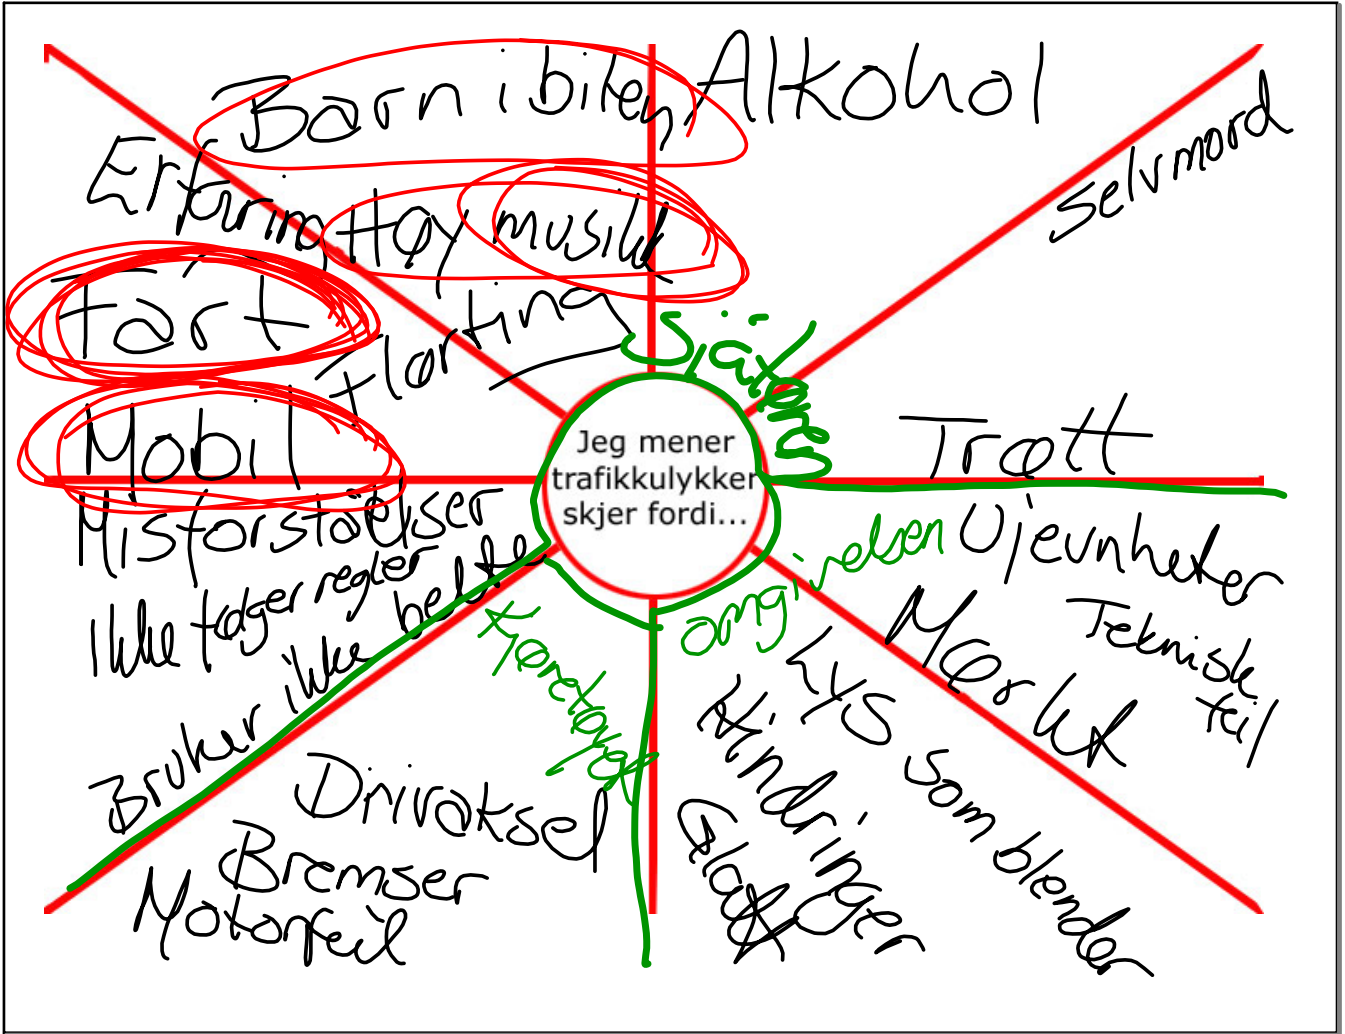 Barn i bilen
Alkohol
Selvmord
Erfaring
Høy musikk
Fart
Flørting
Sjåføren
Mobil
Jeg mener
trafikkulykker
skjer fordi...
Trøtt
Misforståelser
omgivelsen
Ujevnheter
Ikke følger regler
Bruker ikke belte
Kjøretøyet
Mørkt
Teknisk
feil
Lys som blender
Hindringer
Glatt
Drivaksel
Bremser
Motorfeil